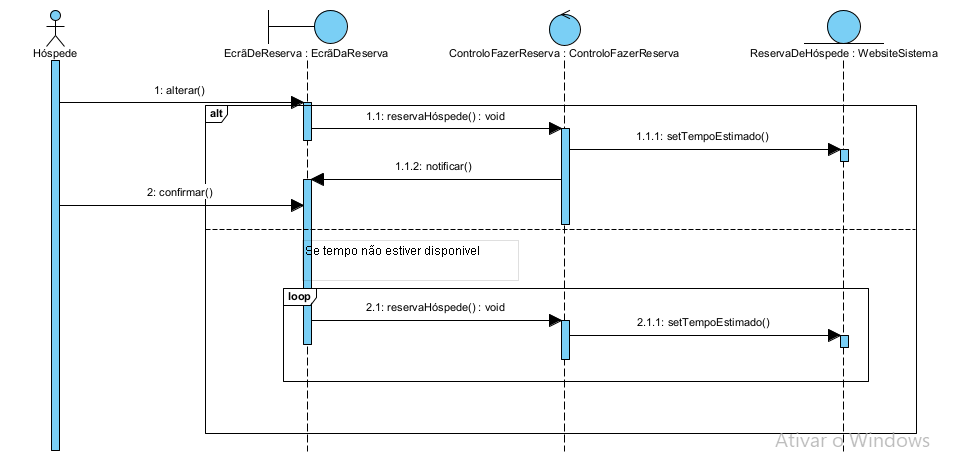 Hóspede
EcrãDeReserva : EcrãDaReserva
ControloFazerReserva : ControloFazerReserva
ReservaDeHóspede : WebsiteSistema
1: alterar()
alt
1.1: reservaHóspede() : void
1.1.1: setTempoEstimado()
1.1.2: notificar()
2: confirmar()
Se tempo não estiver disponivel
loop
2.1: reservaHóspede() : void
2.1.1: setTempoEstimado()
Ativar o Windows